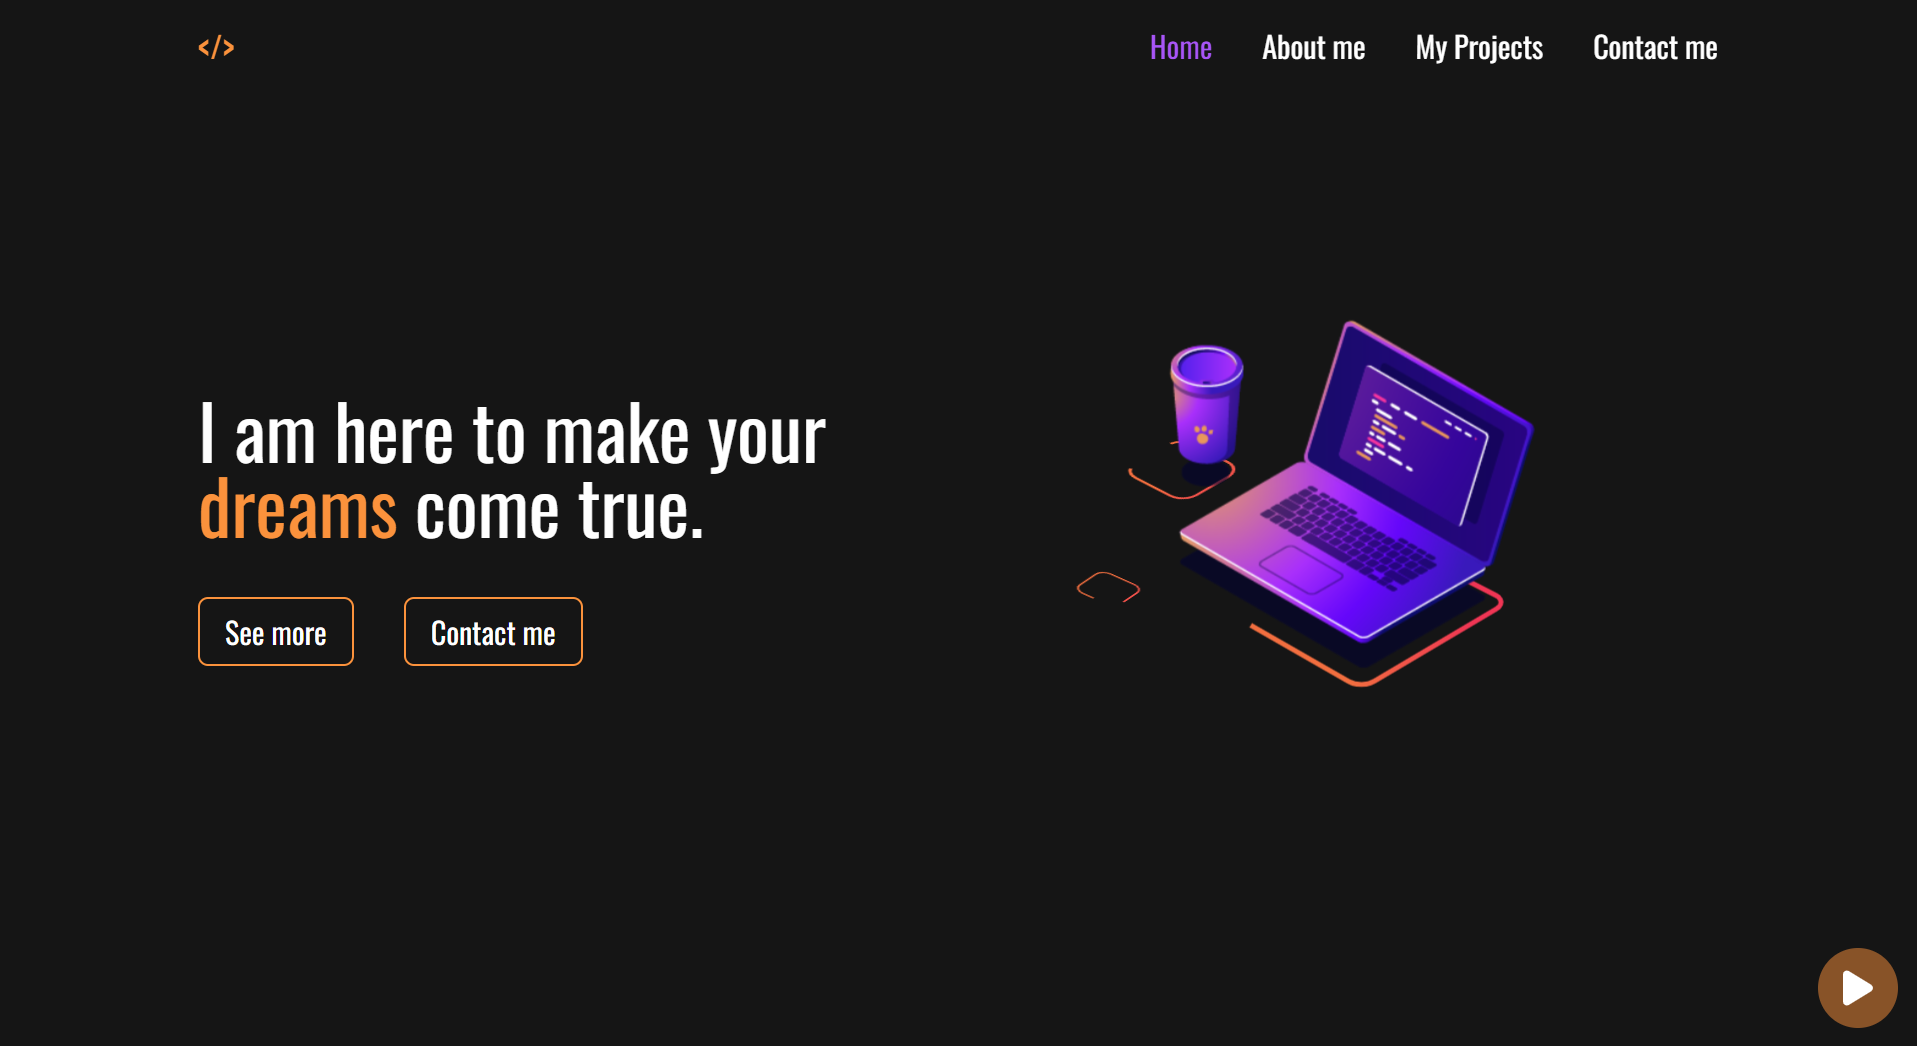 </>
Home About me My Projects Contact me
I am here to make your
dreams come true.
See more Contact me